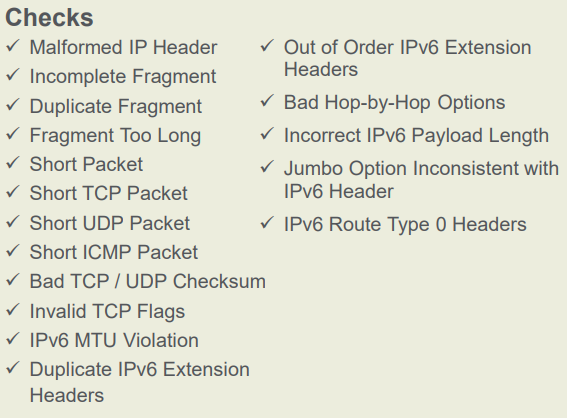 Checks
✓ Malformed IP Header
✓ Incomplete Fragment
✓ Duplicate Fragment
✓ Fragment Too Long
✓ Short Packet
✓ Short TCP Packet
✓ Short UDP Packet
✓ Short ICMP Packet
✓ Bad TCP / UDP Checksum
✓ Invalid TCP Flags
✓ IPv6 MTU Violation
✓ Duplicate IPv6 Extension
Headers
✓ Out of Order IPv6 Extension
Headers
✓ Bad Hop-by-Hop Options
✓ Incorrect IPv6 Payload Length
✓ Jumbo Option Inconsistent with
IPv6 Header
✓ IPv6 Route Type 0 Headers